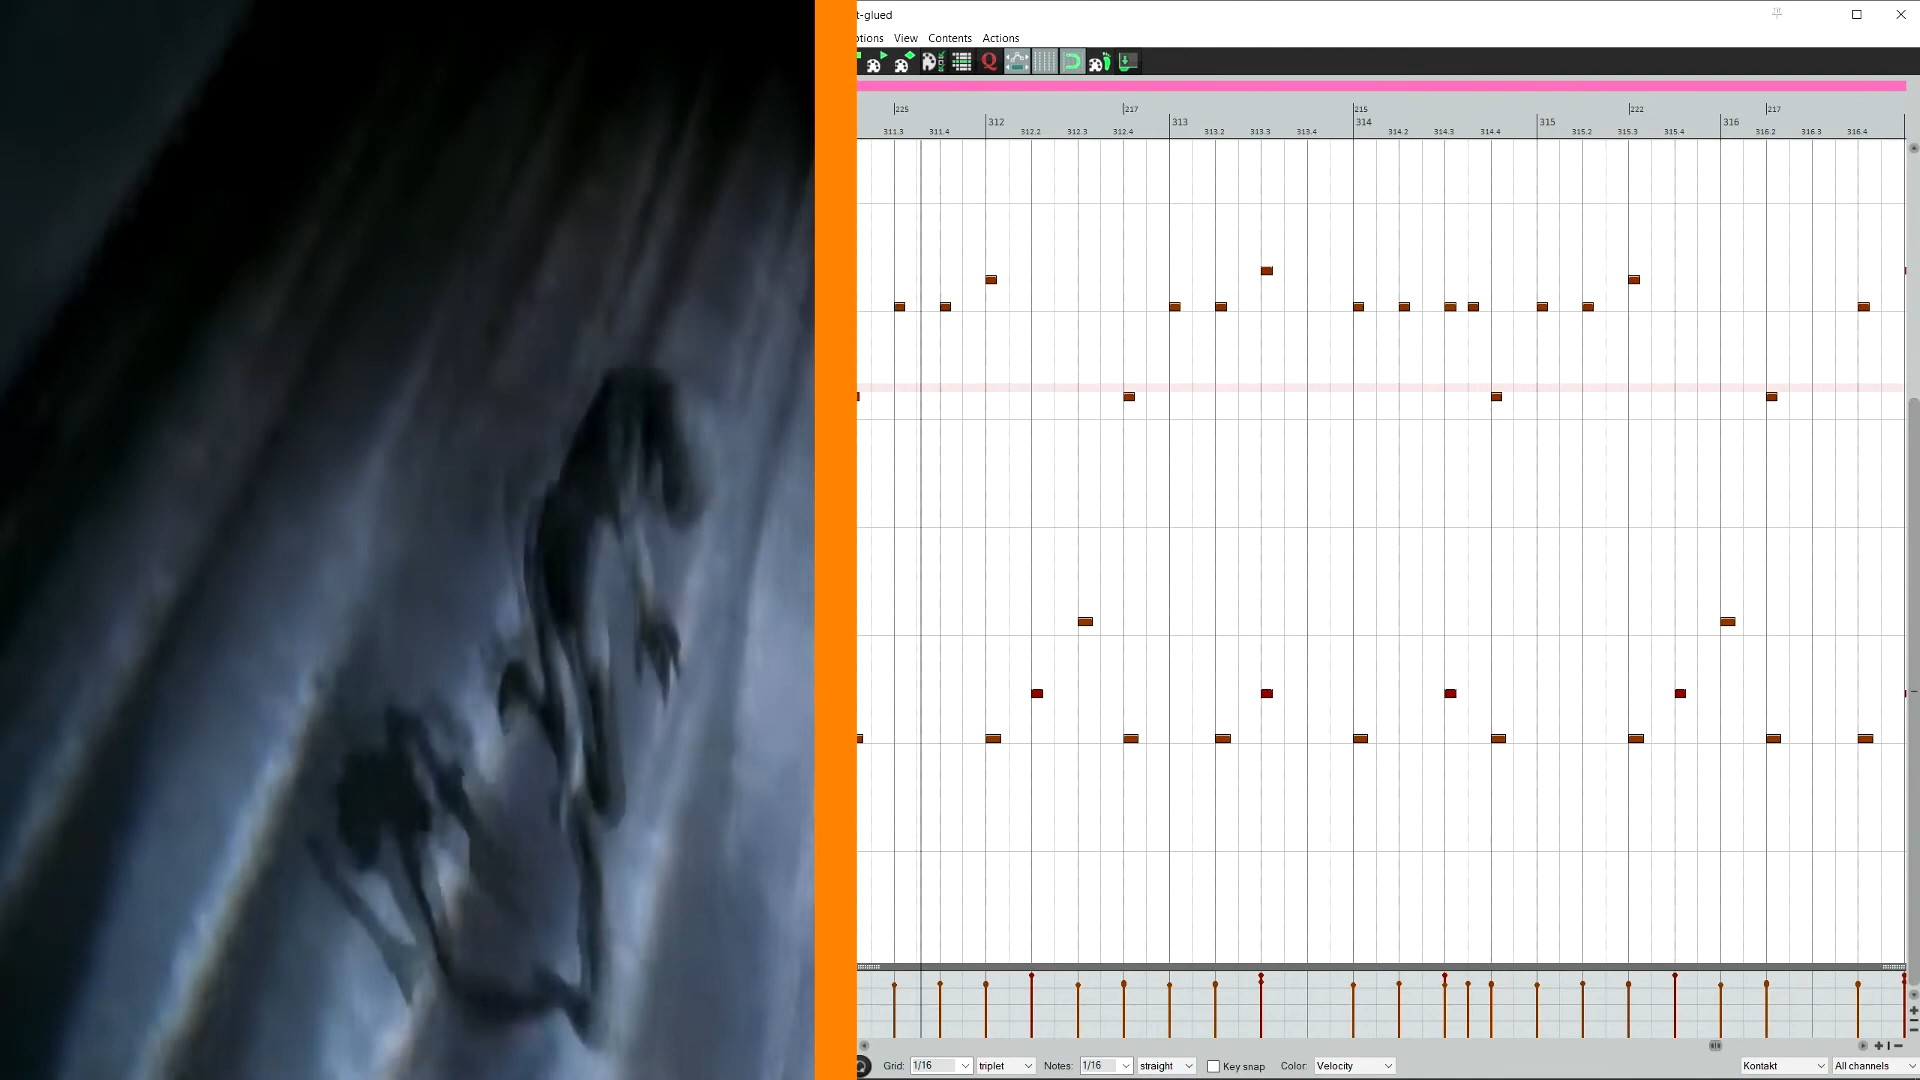 t-glued
otions View Contents Actions
Q
225 217 215 222 217
312 313 314 315 316
311.3 311.4 312.2 312.3 312.4 313.2 313.3 313.4 314.2 314.3 314.4 315.2 315.3 315.4 316.2 316.3 316.4
Grid: 1/16 triplet Notes: 1/16 straight Key snap Color: Velocity Kontakt All channels